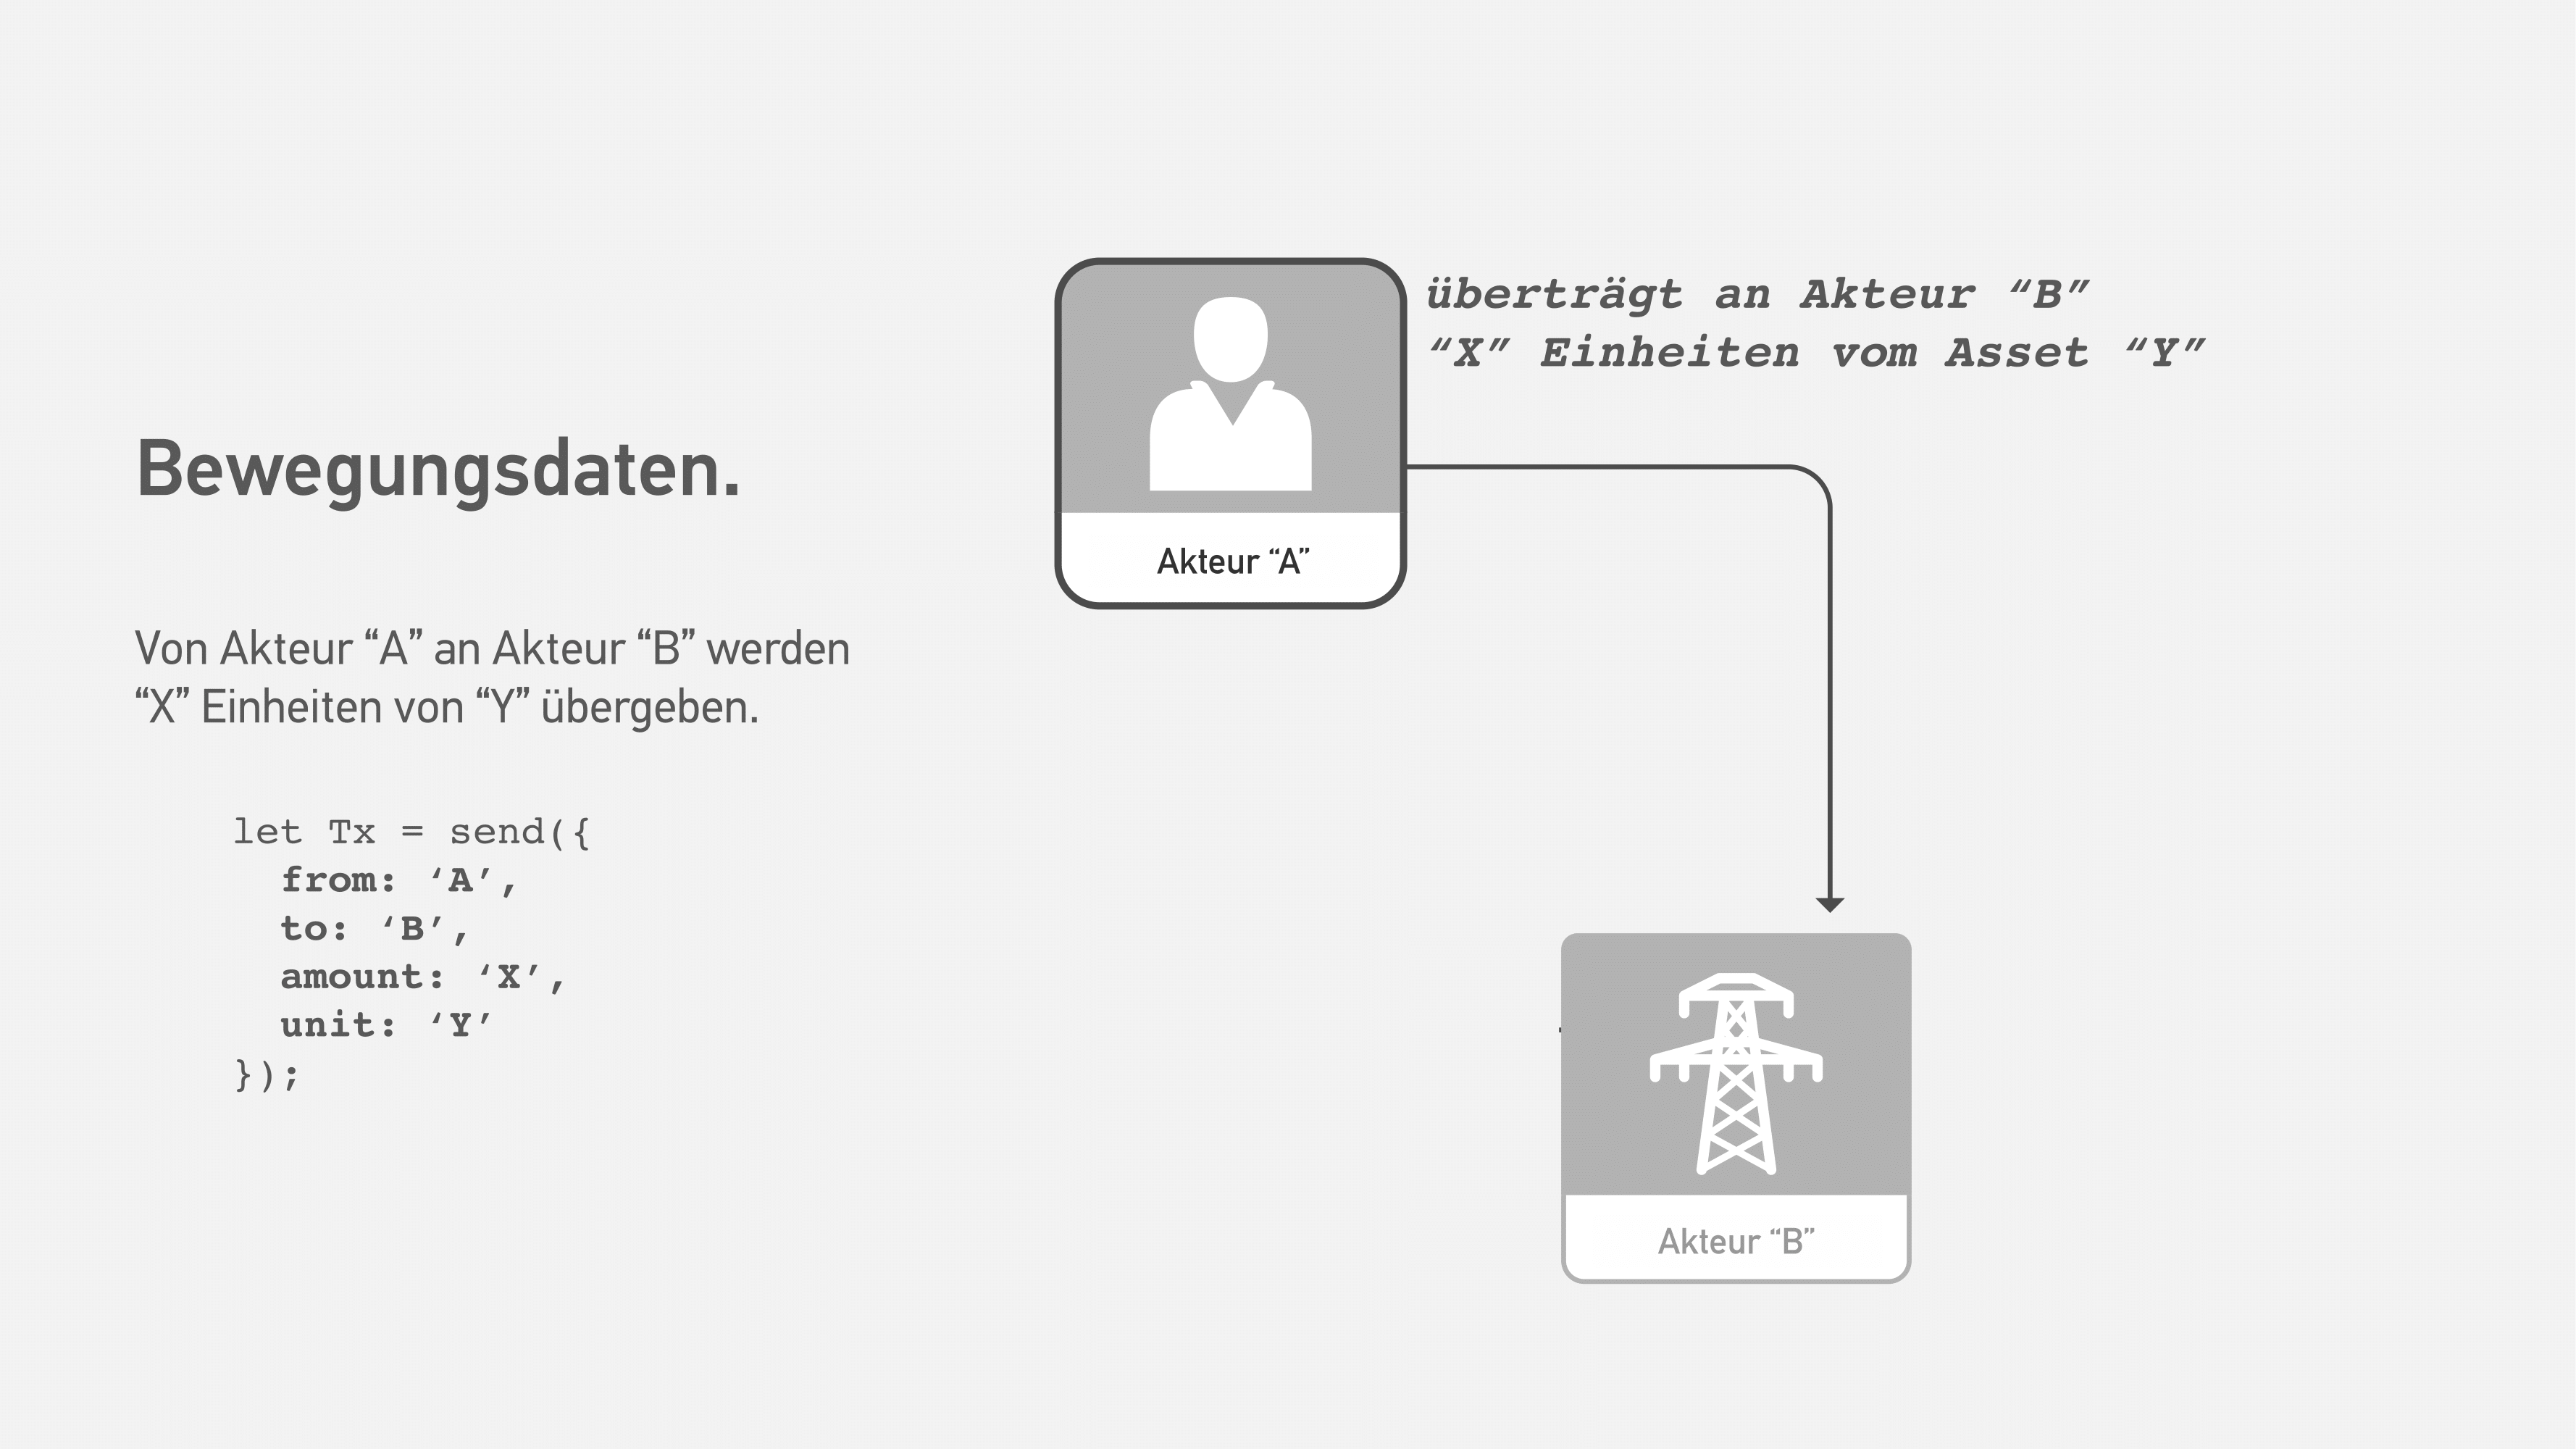 Bewegungsdaten.
Von Akteur “A” an Akteur “B” werden
“X” Einheiten von “Y” übergeben.
let Tx = send({
from: ‘A’,
to: ‘B’,
amount: ‘X’,
unit: ‘Y’
});
überträgt an Akteur “B”
“X” Einheiten vom Asset “Y”
Akteur “A”
Akteur “B”